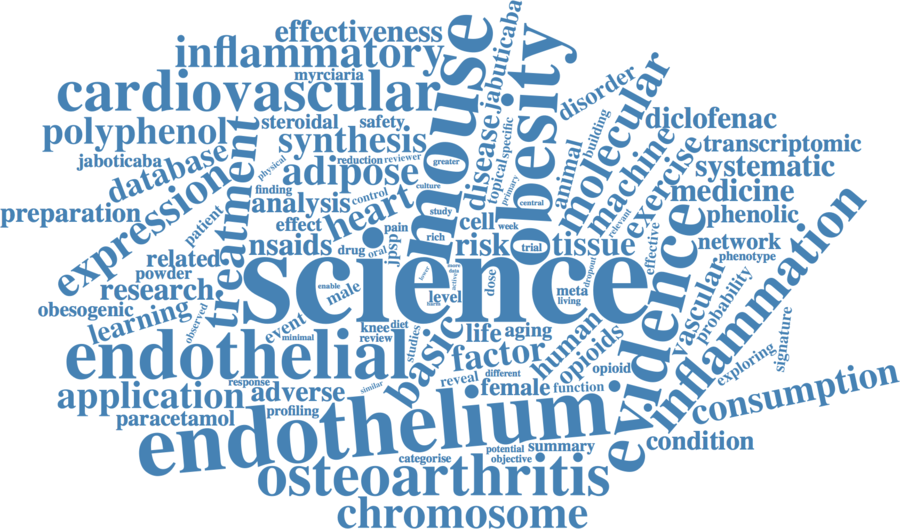 effectiveness
inflammatory
mouse
jabuticaba
obesity
myrciaria
cardiovascular
disorder
molecular
polyphenol
steroidal
safety
disease
topical
specific
building
diclofenac
jaboticaba
synthesis
animal
machine
transcriptomic
database
physical
reduction
reviewer
greater
primary
exercise
systematic
expression
treatment
adipose
finding
culture
central
relevant
medicine
preparation
patient
analysis
control
heart
study
cell
week
phenolic
effect
pain
rich
risk
trial
tissue
effective
evidence
network
related
nsaids
drug
oral
jpsp
phenotype
powder
science
lower
more
data
active
dose
dropout
vascular
probability
inflammation
research
enable
male
level
harm
meta
living
obesogenic
learning
observed
event
minimal
knee
diet
review
studies
basic
life
aging
human
signature
endothelial
factor
opioids
opioid
exploring
response
similar
reveal
different
female
function
application
adverse
consumption
paracetamol
profiling
endothelium
potential
summary
condition
categorise
objective
osteoarthritis
chromosome